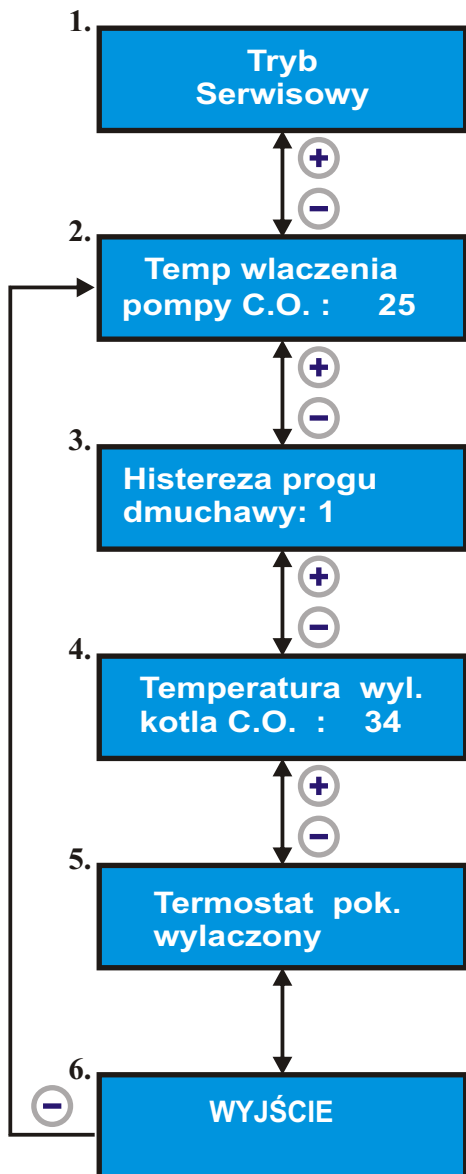 1.
Tryb
Serwisowy
+
−
2.
Temp wlaczenia
pompy C.O. : 25
+
−
3.
Histereza progu
dmuchawy: 1
+
−
4.
Temperatura wyl.
kotla C.O. : 34
+
−
5.
Termostat pok.
wylaczony
6.
−
WYJŚCIE